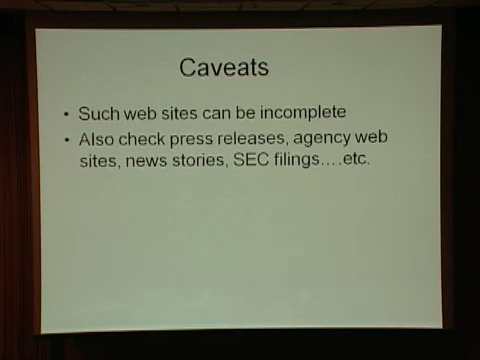 Caveats
• Such web sites can be incomplete
• Also check press releases, agency web
sites, news stories, SEC filings….etc.